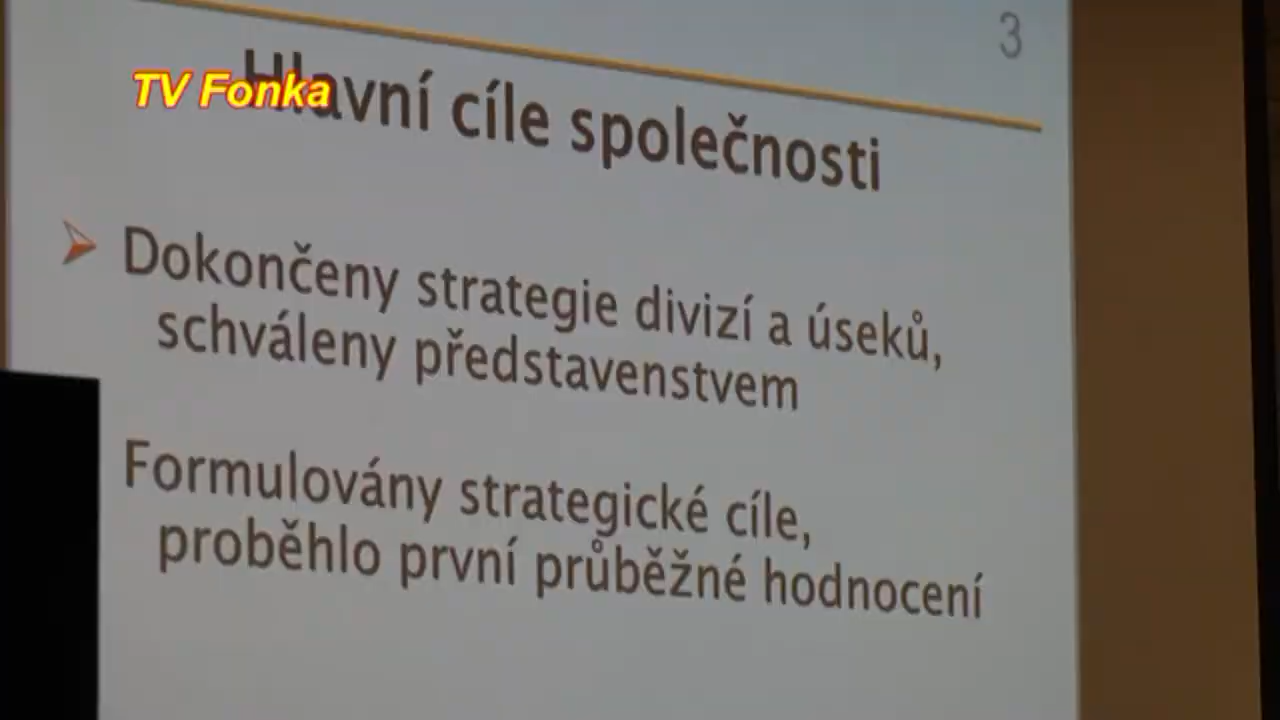 3
TV Fonka
Hlavní cíle společnosti
Dokončeny strategie divizí a úseků,
schváleny představenstvem
Formulovány strategické cíle,
proběhlo první průběžné hodnocení